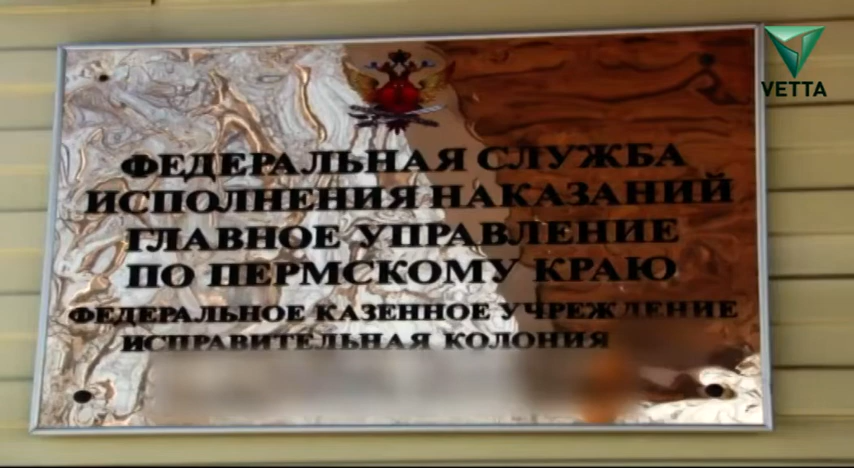 VETTA
ФЕДЕРАЛЬНАЯ СЛУЖБА
ИСПОЛНЕНИЯ НАКАЗАНИЙ
ГЛАВНОЕ УПРАВЛЕНИЕ
ПО ПЕРМСКОМУ КРАЮ
ФЕДЕРАЛЬНОЕ КАЗЕННОЕ УЧРЕЖДЕНИЕ
ИСПРАВИТЕЛЬНАЯ КОЛОНИЯ